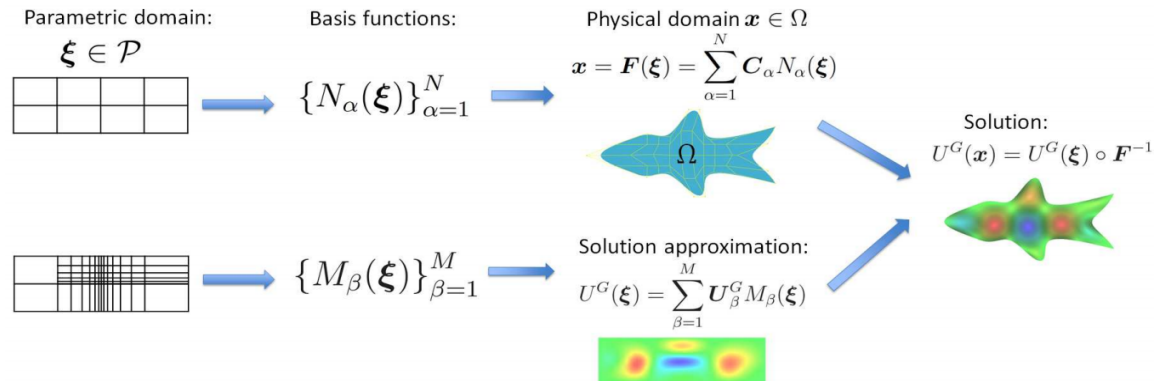 Parametric domain:
ξ ∈ P
Basis functions:
{N_α(ξ)}_{α=1}^N
Physical domain x ∈ Ω
x = F(ξ) = ∑_{α=1}^N C_α N_α(ξ)
Ω
Solution:
U^G(x) = U^G(ξ) ∘ F^{-1}
{M_β(ξ)}_{β=1}^M
Solution approximation:
U^G(ξ) = ∑_{β=1}^M U_β^G M_β(ξ)